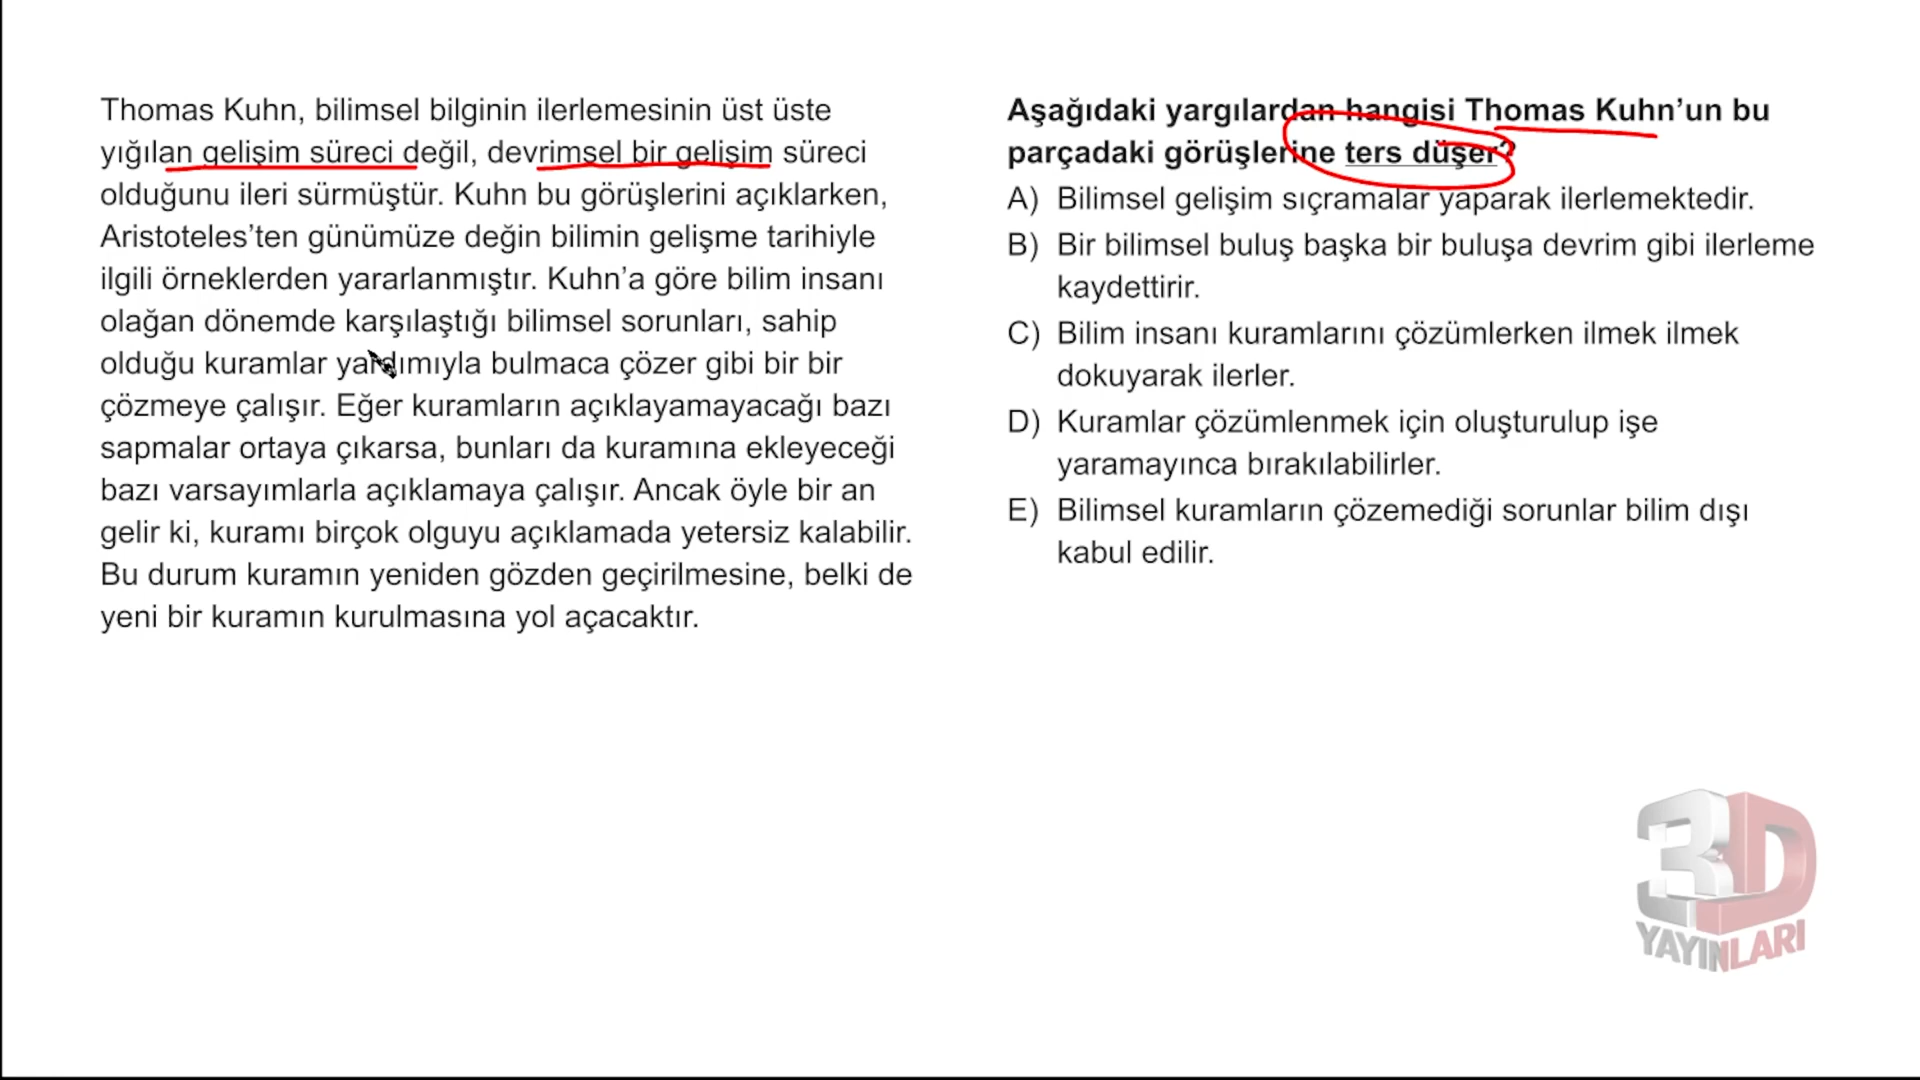 Thomas Kuhn, bilimsel bilginin ilerlemesinin üst üste
yığılan gelişim süreci değil, devrimsel bir gelişim süreci
olduğunu ileri sürmüştür. Kuhn bu görüşlerini açıklarken,
Aristoteles’ten günümüze değin bilimin gelişme tarihiyle
ilgili örneklerden yararlanmıştır. Kuhn’a göre bilim insanı
olağan dönemde karşılaştığı bilimsel sorunları, sahip
olduğu kuramlar yardımıyla bulmaca çözer gibi bir bir
çözmeye çalışır. Eğer kuramların açıklayamayacağı bazı
sapmalar ortaya çıkarsa, bunları da kuramına ekleyeceği
bazı varsayımlarla açıklamaya çalışır. Ancak öyle bir an
gelir ki, kuramı birçok olguyu açıklamada yetersiz kalabilir.
Bu durum kuramın yeniden gözden geçirilmesine, belki de
yeni bir kuramın kurulmasına yol açacaktır.
Aşağıdaki yargılardan hangisi Thomas Kuhn’un bu
parçadaki görüşlerine ters düşer?
A) Bilimsel gelişim sıçramalar yaparak ilerlemektedir.
B) Bir bilimsel buluş başka bir buluşa devrim gibi ilerleme
kaydettirir.
C) Bilim insanı kuramlarını çözümlerken ilmek ilmek
dokuyarak ilerler.
D) Kuramlar çözümlenmek için oluşturulup işe
yaramayınca bırakılabilirler.
E) Bilimsel kuramların çözemediği sorunlar bilim dışı
kabul edilir.
3D
YAYINLARI